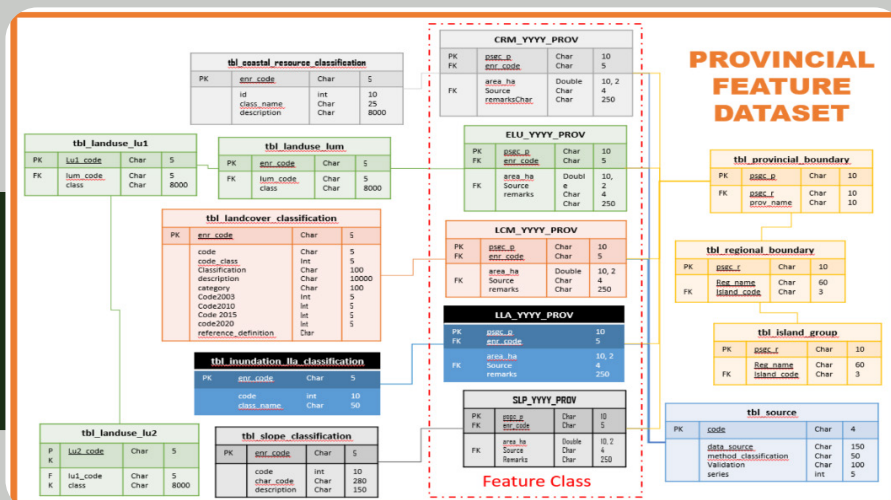 PROVINCIAL
FEATURE
DATASET
CRM_YYYY_PROV
PK psgc_p Char 10
FK enr_code Char 5
area_ha Double 10, 2
FK Source Char 4
remarksChar Char 250
tbl_coastal_resource_classification
PK enr_code Char 5
id int 10
class_name Char 25
description Char 8000
tbl_landuse_lu1
PK Lu1_code Char 5
FK lum_code Char 5
class Char 8000
tbl_landuse_lum
PK enr_code Char 5
FK lum_code Char 5
class Char 8000
ELU_YYYY_PROV
PK psgc_p Char 10
FK enr_code Char 5
area_ha Doubl 10,
FK Source e 2
remarks Char 4
Char 250
tbl_landcover_classification
PK enr_code Char 5
code Char 5
code_class Int 5
Classification Char 100
description Char 10000
category Char 100
Code2003 Int 5
Code2010 Int 5
Code 2015 Int 5
code2020 Int 5
reference_definition Char
LCM_YYYY_PROV
PK psgc_p Char 10
FK enr_code Char 5
area_ha Double 10, 2
FK Source Char 4
remarks Char 250
tbl_inundation_lla_classification
PK enr_code Char 5
code int 10
class_name Char 50
LLA_YYYY_PROV
PK psgc_p 10
FK enr_code 5
area_ha 10, 2
FK Source 4
remarks 250
tbl_landuse_lu2
P Lu2_code Char 5
K
F lu1_code Char 5
K class Char 8000
tbl_slope_classification
PK enr_code Char 5
code int 10
char_code Char 280
description Char 150
SLP_YYYY_PROV
PK psgc_p Char 10
FK enr_code Char 5
area_ha Double 10, 2
FK Source Char 4
Remarks Char 250
Feature Class
tbl_provincial_boundary
PK psgc_p Char 10
FK psgc_r Char 10
prov_name Char 10
tbl_regional_boundary
PK psgc_r Char 10
Reg_name Char 60
FK Island_code Char 3
tbl_island_group
PK psgc_r Char 10
Reg_name Char 60
FK Island_code Char 3
tbl_source
PK code Char 4
data_source Char 150
method_classification Char 50
Validation Char 100
series int 5